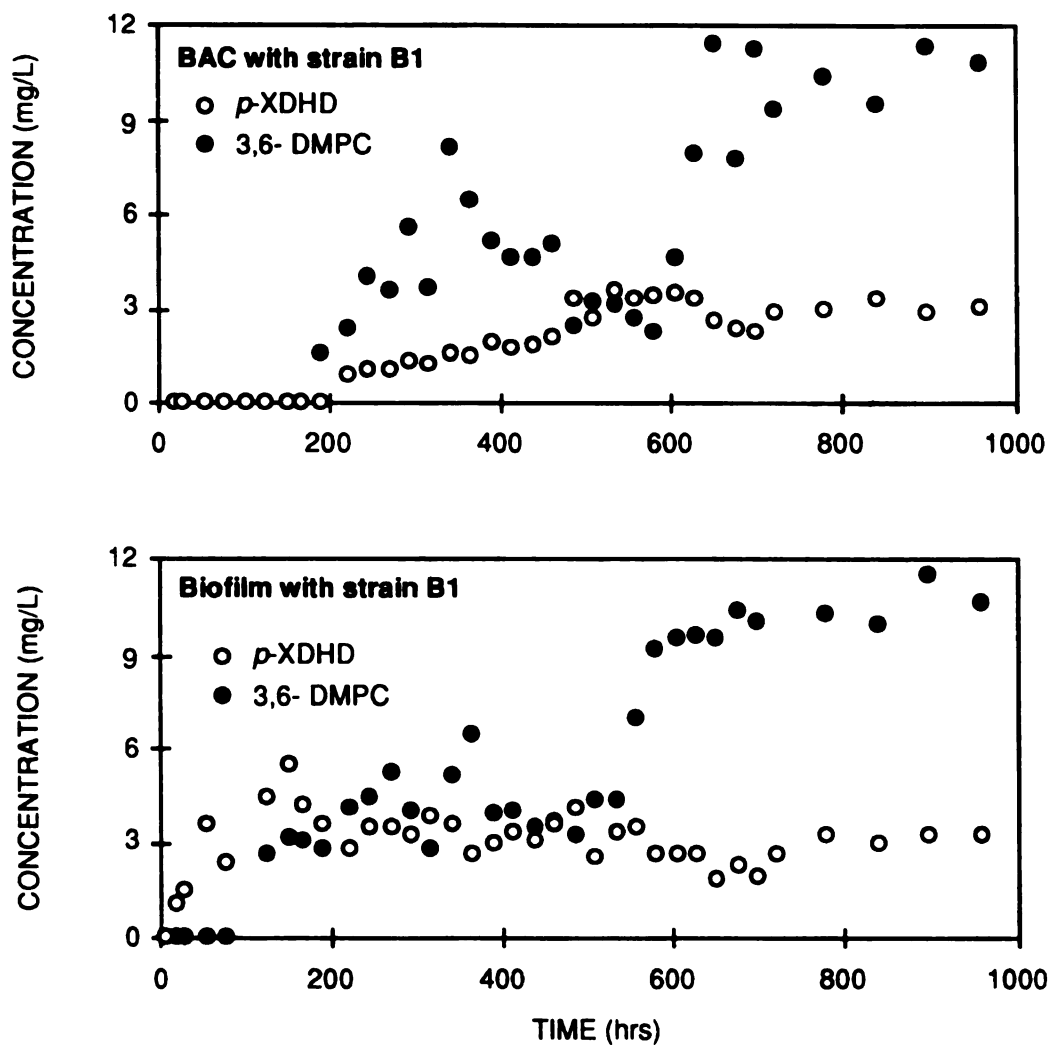 CONCENTRATION (mg/L)
12
9
6
3
0
BAC with strain B1
p-XDHD
3,6- DMPC
0 200 400 600 800 1000
CONCENTRATION (mg/L)
12
9
6
3
0
Biofilm with strain B1
p-XDHD
3,6- DMPC
0 200 400 600 800 1000
TIME (hrs)